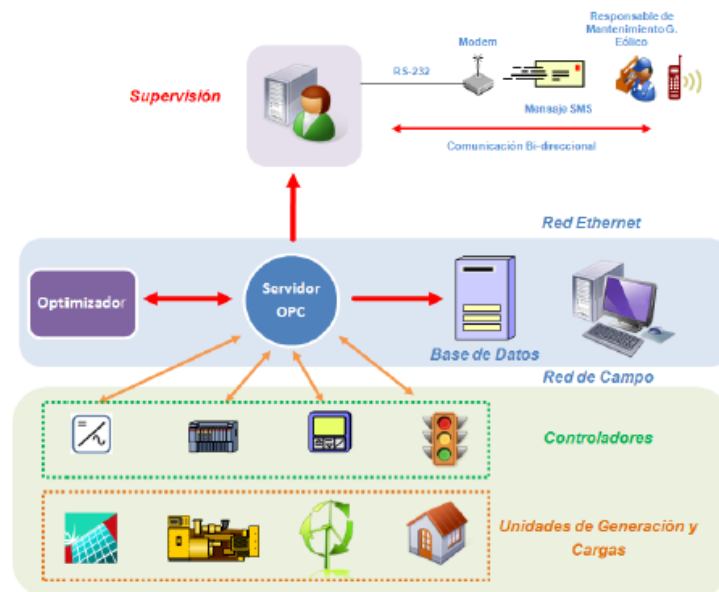 Responsable de
Mantenimiento G.
Eólico
Modem
RS-232
Supervisión
Mensaje SMS
Comunicación Bi-direccional
Red Ethernet
Servidor
OPC
Optimizador
Base de Datos
Red de Campo
Controladores
Unidades de Generación y
Cargas